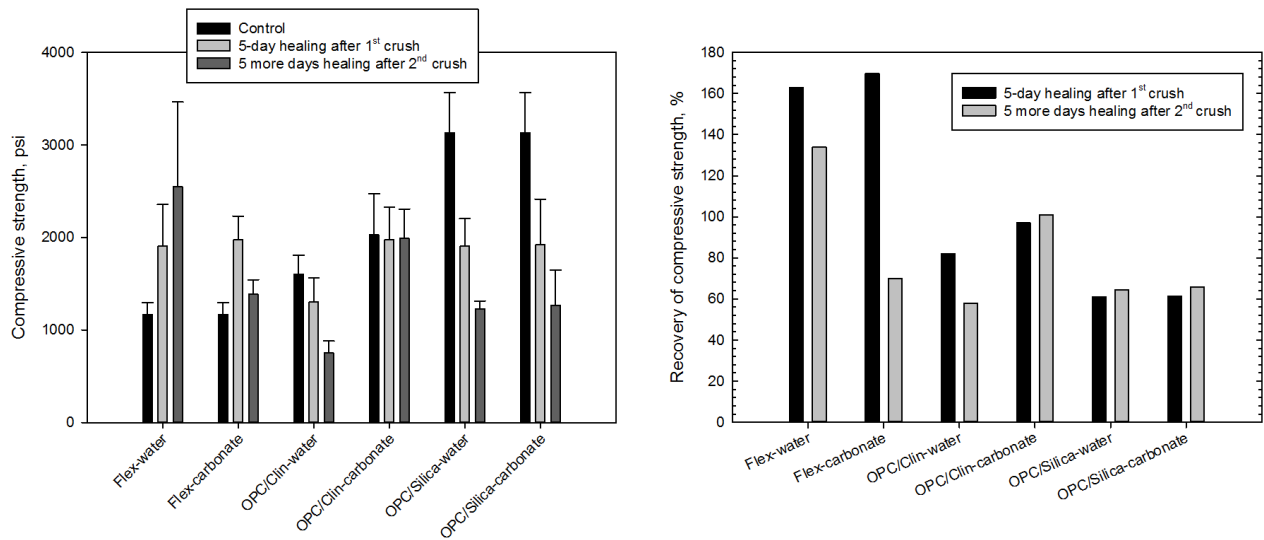 Control
5-day healing after 1st crush
5 more days healing after 2nd crush
Compressive strength, psi
4000
3000
2000
1000
0
Flex-water
Flex-carbonate
OPC/Clin-water
OPC/Clin-carbonate
OPC/Silica-water
OPC/Silica-carbonate
5-day healing after 1st crush
5 more days healing after 2nd crush
Recovery of compressive strength, %
180
160
140
120
100
80
60
40
20
0
Flex-water
Flex-carbonate
OPC/Clin-water
OPC/Clin-carbonate
OPC/Silica-water
OPC/Silica-carbonate